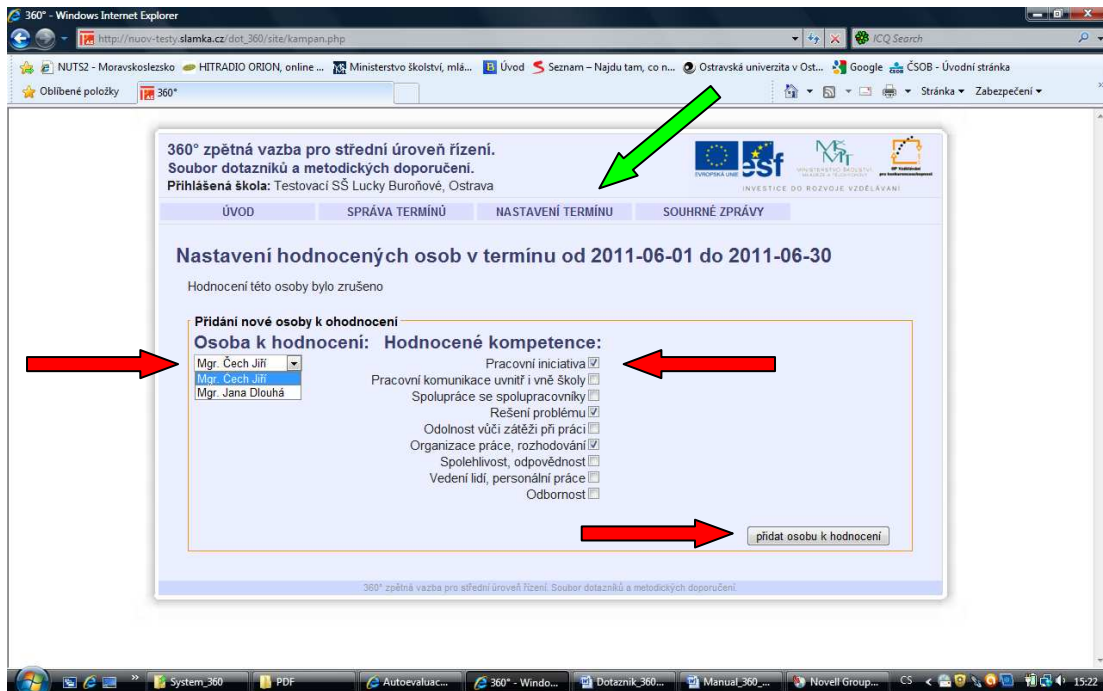 360° - Windows Internet Explorer
http://nuov-testy.slamka.cz/dot_360/site/kampan.php
ICQ Search
NUTS2 - Moravskoslezsko
HITRADIO ORION, online ...
Ministerstvo školství, mlá...
Úvod
Seznam – Najdu tam, co n...
Ostravská univerzita v Ost...
Google
ČSOB - Úvodní stránka
Oblíbené položky
360°
Stránka
Zabezpečení
360° zpětná vazba pro střední úroveň řízení.
Soubor dotazníků a metodických doporučení.
Přihlášená škola: Testovací SŠ Lucky Buroňové, Ostrava
EVROPSKÁ UNIE
esf
MŠMT
INVESTICE DO ROZVOJE VZDĚLÁVÁNÍ
ÚVOD
SPRÁVA TERMÍNŮ
NASTAVENÍ TERMÍNU
SOUHRNÉ ZPRÁVY
Nastavení hodnocených osob v termínu od 2011-06-01 do 2011-06-30
Hodnocení této osoby bylo zrušeno
Přidání nové osoby k ohodnocení
Osoba k hodnocení: Hodnocené kompetence:
Mgr. Čech Jiří
Mgr. Čech Jiří
Mgr. Jana Dlouhá
Pracovní iniciativa
Pracovní komunikace uvnitř i vně školy
Spolupráce se spolupracovníky
Rešení problému
Odolnost vůči zátěži při práci
Organizace práce, rozhodování
Spolehlivost, odpovědnost
Vedení lidí, personální práce
Odbornost
přidat osobu k hodnocení
360° zpětná vazba pro střední úroveň řízení. Soubor dotazníků a metodických doporučení.
System_360
PDF
Autoevaluac...
360° - Windo...
Dotaznik_360...
Manual_360_...
Novell Group...
CS
15:22